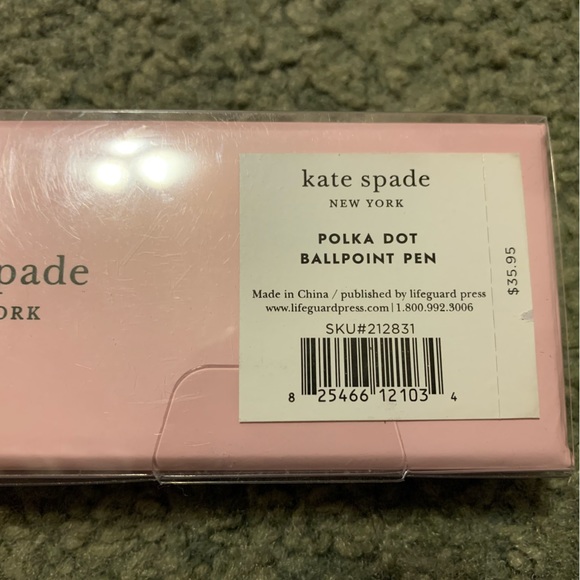 pade
ORK
kate spade
NEW YORK
POLKA DOT
BALLPOINT PEN
Made in China / published by lifeguard press
www.lifeguardpress.com | 1.800.992.3006
SKU#212831
8 25466 12103 4
$35.95